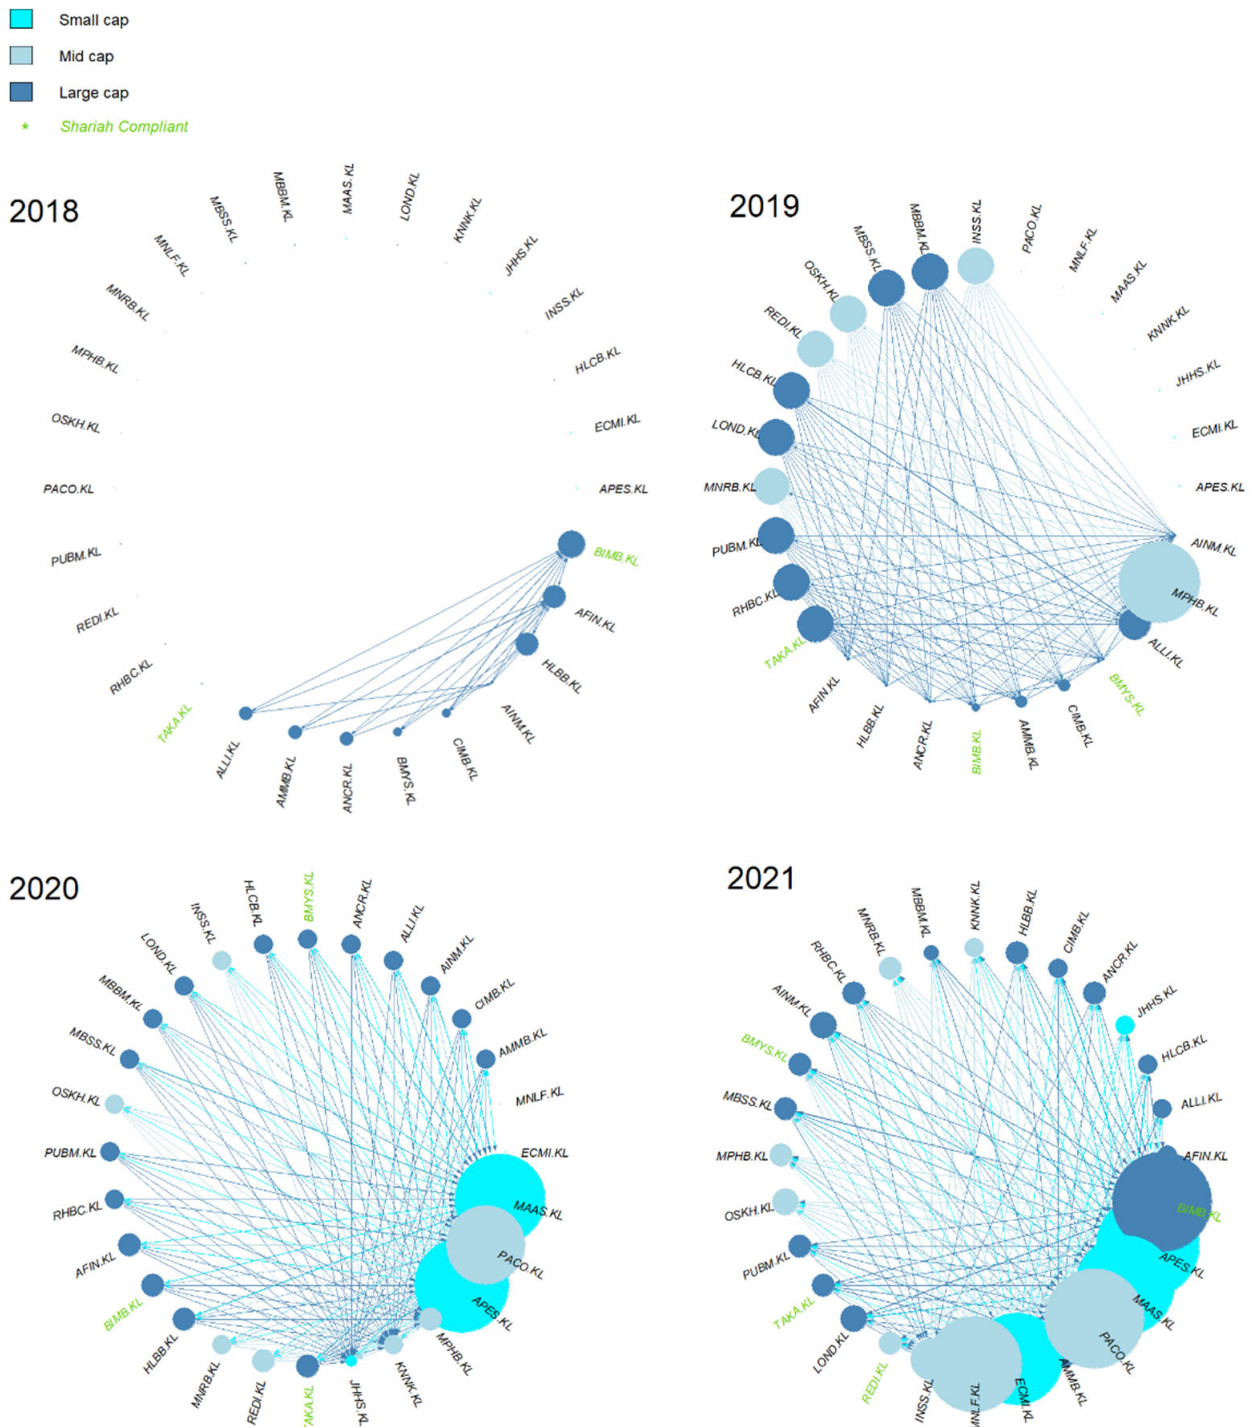 Small cap
Mid cap
Large cap
* Shariah Compliant
2018
MAAS.KL
LOND.KL
KNNK.KL
JHHS.KL
INSS.KL
HLCB.KL
ECMI.KL
APES.KL
BIMB.KL
AFIN.KL
HLBB.KL
AINM.KL
CIMB.KL
BMYS.KL
ANCR.KL
AMMB.KL
ALLI.KL
TAKA.KL
RHBC.KL
REDI.KL
PUBM.KL
PACO.KL
OSKH.KL
MPHB.KL
MNRB.KL
MNLF.KL
MBSS.KL
MBBM.KL
2019
INSS.KL
PACO.KL
MNLF.KL
MAAS.KL
KNNK.KL
JHHS.KL
ECMI.KL
APES.KL
AINM.KL
MPHB.KL
ALLI.KL
BMYS.KL
CIMB.KL
AMMB.KL
BIMB.KL
ANCR.KL
HLBB.KL
AFIN.KL
TAKA.KL
RHBC.KL
PUBM.KL
MNRB.KL
LOND.KL
HLCB.KL
REDI.KL
OSKH.KL
MBSS.KL
MBBM.KL
2020
BMYS.KL
ANCR.KL
ALLI.KL
AINM.KL
CIMB.KL
AMMB.KL
MNLF.KL
ECMI.KL
MAAS.KL
PACO.KL
APES.KL
MPHB.KL
KNNK.KL
JHHS.KL
TAKA.KL
REDI.KL
MNRB.KL
HLBB.KL
BIMB.KL
AFIN.KL
RHBC.KL
PUBM.KL
OSKH.KL
MBSS.KL
MBBM.KL
LOND.KL
INSS.KL
HLCB.KL
2021
KNNK.KL
HLBB.KL
CIMB.KL
ANCR.KL
JHHS.KL
HLCB.KL
ALLI.KL
AFIN.KL
BIMB.KL
APES.KL
MAAS.KL
PACO.KL
AMMB.KL
ECMI.KL
MNLF.KL
INSS.KL
REDI.KL
LOND.KL
TAKA.KL
PUBM.KL
OSKH.KL
MPHB.KL
MBSS.KL
BMYS.KL
AINM.KL
RHBC.KL
MNRB.KL
MBBM.KL